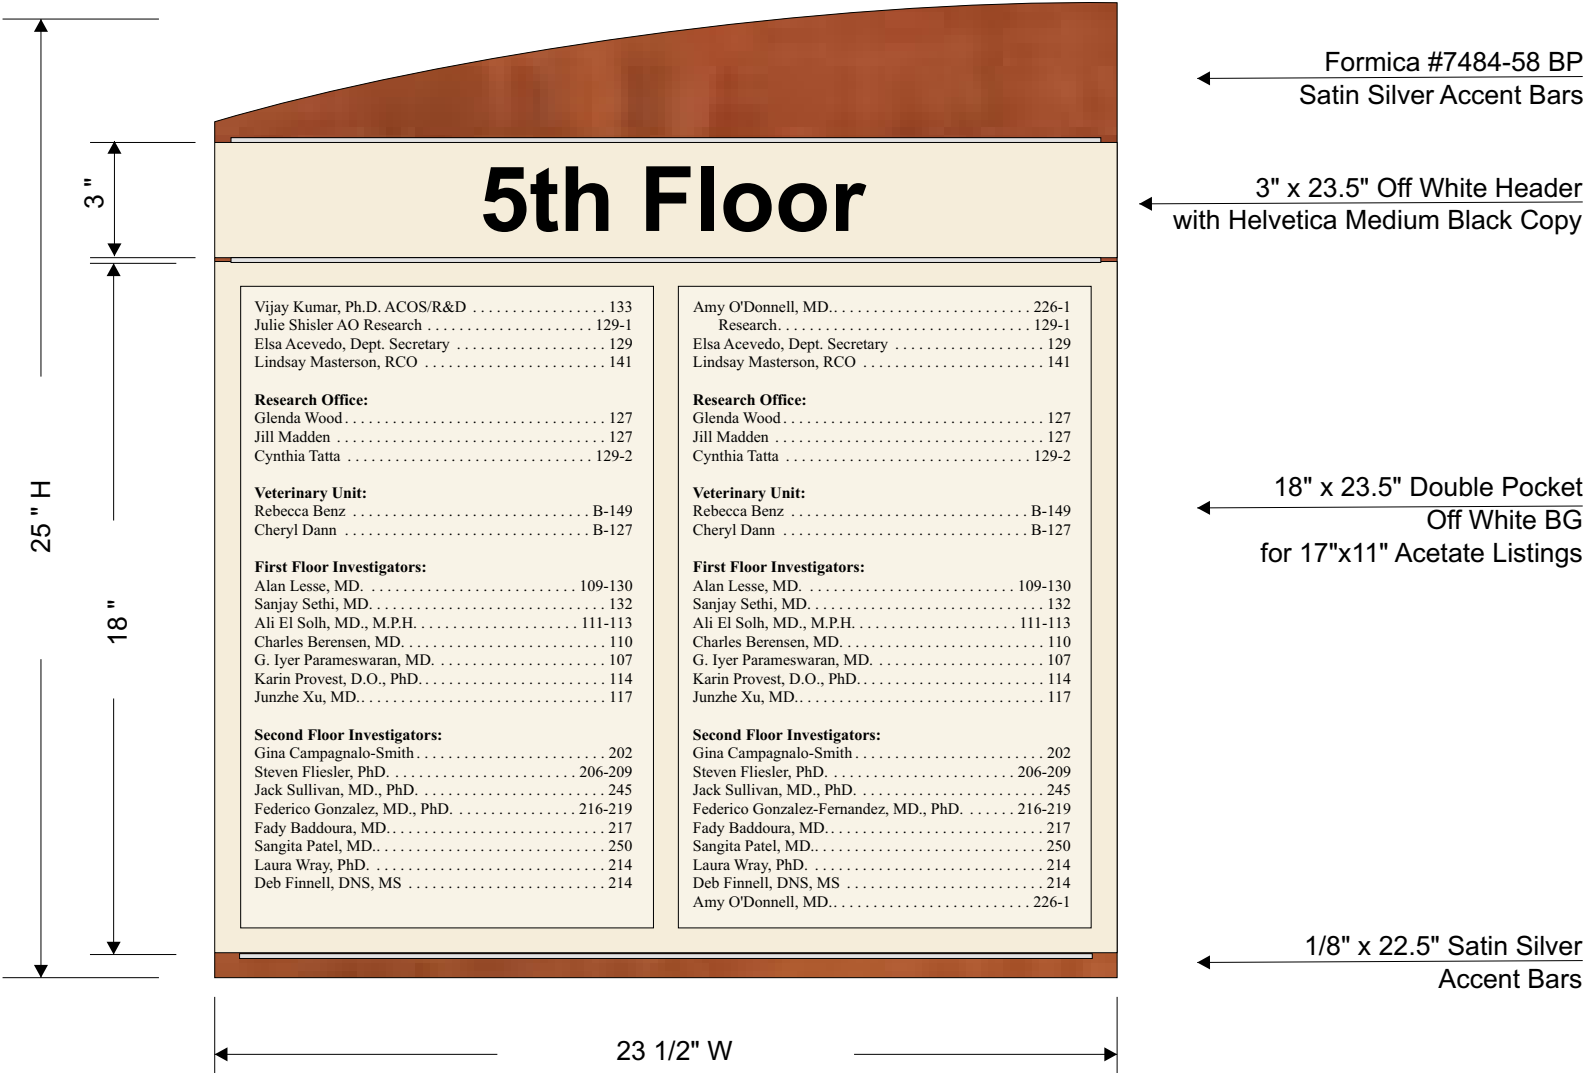 Formica #7484-58 BP
Satin Silver Accent Bars
3" x 23.5" Off White Header
with Helvetica Medium Black Copy
18" x 23.5" Double Pocket
Off White BG
for 17"x11" Acetate Listings
1/8" x 22.5" Satin Silver
Accent Bars
25 " H
3 "
18 "
23 1/2" W
5th Floor
Vijay Kumar, Ph.D. ACOS/R&D . . . . . . . . . . . . . . . . . 133
Julie Shisler AO Research . . . . . . . . . . . . . . . . . . . . . 129-1
Elsa Acevedo, Dept. Secretary . . . . . . . . . . . . . . . . . . . 129
Lindsay Masterson, RCO . . . . . . . . . . . . . . . . . . . . . . . 141
Research Office:
Glenda Wood . . . . . . . . . . . . . . . . . . . . . . . . . . . . . . . . . 127
Jill Madden . . . . . . . . . . . . . . . . . . . . . . . . . . . . . . . . . . 127
Cynthia Tatta . . . . . . . . . . . . . . . . . . . . . . . . . . . . . . . 129-2
Veterinary Unit:
Rebecca Benz . . . . . . . . . . . . . . . . . . . . . . . . . . . . . . B-149
Cheryl Dann . . . . . . . . . . . . . . . . . . . . . . . . . . . . . . . B-127
First Floor Investigators:
Alan Lesse, MD. . . . . . . . . . . . . . . . . . . . . . . . . . . 109-130
Sanjay Sethi, MD. . . . . . . . . . . . . . . . . . . . . . . . . . . . . . 132
Ali El Solh, MD., M.P.H. . . . . . . . . . . . . . . . . . . . . 111-113
Charles Berensen, MD. . . . . . . . . . . . . . . . . . . . . . . . . . 110
G. Iyer Parameswaran, MD. . . . . . . . . . . . . . . . . . . . . . 107
Karin Provest, D.O., PhD. . . . . . . . . . . . . . . . . . . . . . . . 114
Junzhe Xu, MD. . . . . . . . . . . . . . . . . . . . . . . . . . . . . . . . 117
Second Floor Investigators:
Gina Campagnalo-Smith . . . . . . . . . . . . . . . . . . . . . . . . 202
Steven Fliesler, PhD. . . . . . . . . . . . . . . . . . . . . . . . 206-209
Jack Sullivan, MD., PhD. . . . . . . . . . . . . . . . . . . . . . . . 245
Federico Gonzalez, MD., PhD. . . . . . . . . . . . . . . . 216-219
Fady Baddoura, MD. . . . . . . . . . . . . . . . . . . . . . . . . . . . 217
Sangita Patel, MD. . . . . . . . . . . . . . . . . . . . . . . . . . . . . . 250
Laura Wray, PhD. . . . . . . . . . . . . . . . . . . . . . . . . . . . . . 214
Deb Finnell, DNS, MS . . . . . . . . . . . . . . . . . . . . . . . . . 214
Amy O'Donnell, MD. . . . . . . . . . . . . . . . . . . . . . . . . . 226-1
Research. . . . . . . . . . . . . . . . . . . . . . . . . . . . . . . . . 129-1
Elsa Acevedo, Dept. Secretary . . . . . . . . . . . . . . . . . . . 129
Lindsay Masterson, RCO . . . . . . . . . . . . . . . . . . . . . . . 141
Research Office:
Glenda Wood . . . . . . . . . . . . . . . . . . . . . . . . . . . . . . . . . 127
Jill Madden . . . . . . . . . . . . . . . . . . . . . . . . . . . . . . . . . . 127
Cynthia Tatta . . . . . . . . . . . . . . . . . . . . . . . . . . . . . . . 129-2
Veterinary Unit:
Rebecca Benz . . . . . . . . . . . . . . . . . . . . . . . . . . . . . . B-149
Cheryl Dann . . . . . . . . . . . . . . . . . . . . . . . . . . . . . . . B-127
First Floor Investigators:
Alan Lesse, MD. . . . . . . . . . . . . . . . . . . . . . . . . . . 109-130
Sanjay Sethi, MD. . . . . . . . . . . . . . . . . . . . . . . . . . . . . . 132
Ali El Solh, MD., M.P.H. . . . . . . . . . . . . . . . . . . . . 111-113
Charles Berensen, MD. . . . . . . . . . . . . . . . . . . . . . . . . . 110
G. Iyer Parameswaran, MD. . . . . . . . . . . . . . . . . . . . . . 107
Karin Provest, D.O., PhD. . . . . . . . . . . . . . . . . . . . . . . . 114
Junzhe Xu, MD. . . . . . . . . . . . . . . . . . . . . . . . . . . . . . . . 117
Second Floor Investigators:
Gina Campagnalo-Smith . . . . . . . . . . . . . . . . . . . . . . . . 202
Steven Fliesler, PhD. . . . . . . . . . . . . . . . . . . . . . . . 206-209
Jack Sullivan, MD., PhD. . . . . . . . . . . . . . . . . . . . . . . . 245
Federico Gonzalez-Fernandez, MD., PhD. . . . . . . 216-219
Fady Baddoura, MD. . . . . . . . . . . . . . . . . . . . . . . . . . . . 217
Sangita Patel, MD. . . . . . . . . . . . . . . . . . . . . . . . . . . . . . 250
Laura Wray, PhD. . . . . . . . . . . . . . . . . . . . . . . . . . . . . . 214
Deb Finnell, DNS, MS . . . . . . . . . . . . . . . . . . . . . . . . . 214
Amy O'Donnell, MD. . . . . . . . . . . . . . . . . . . . . . . . . . 226-1